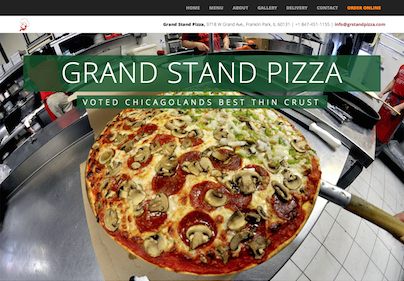 HOME MENU ABOUT GALLERY DELIVERY CONTACT ORDER ONLINE
Grand Stand Pizza, 9718 W Grand Ave, Franklin Park, IL 60131 | +1 847-451-1155 | info@grstandpizza.com
GRAND STAND PIZZA
VOTED CHICAGOLANDS BEST THIN CRUST